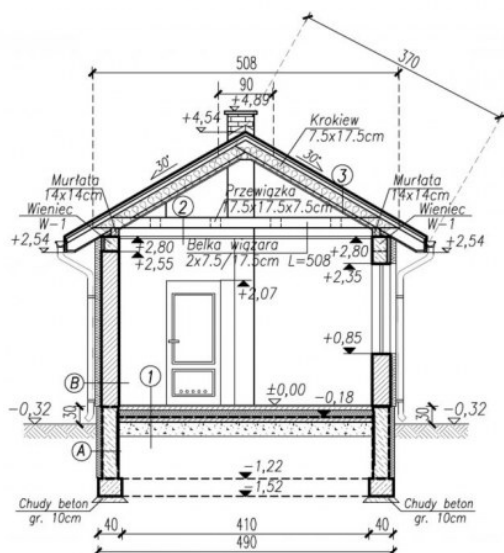 508
370
90
+4,89
+4,54
Krokiew
7.5x17.5cm
30°
30°
3
Murłata
14x14cm
Murłata
14x14cm
Przewiązka
17.5x17.5x7.5cm
Wieniec
W-1
Wieniec
W-1
2
+2,54
+2,80
+2,80
+2,54
+2,55
Belka wiązara
2x7.5/17.5cm L=508
+2,35
+2,07
+0,85
B
1
±0,00
-0,18
-0,32
30
30
-0,32
A
-1,22
-1,52
Chudy beton
gr. 10cm
Chudy beton
gr. 10cm
40
410
40
490